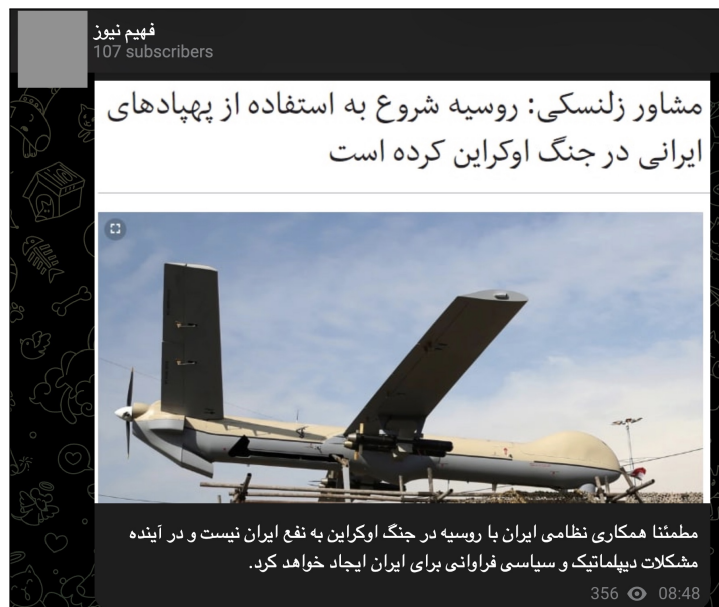 فهیم نیوز
107 subscribers
مشاور زلنسکی: روسیه شروع به استفاده از پهپادهای
ایرانی در جنگ اوکراین کرده است
مطمئنا همکاری نظامی ایران با روسیه در جنگ اوکراین به نفع ایران نیست و در آینده
مشکلات دیپلماتیک و سیاسی فراوانی برای ایران ایجاد خواهد کرد.
356 08:48